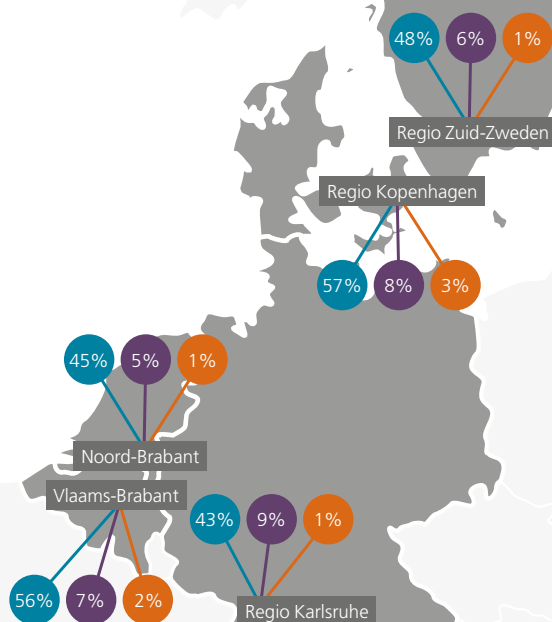 48% 6% 1%
Regio Zuid-Zweden
Regio Kopenhagen
57% 8% 3%
45% 5% 1%
Noord-Brabant
Vlaams-Brabant
43% 9% 1%
56% 7% 2%
Regio Karlsruhe